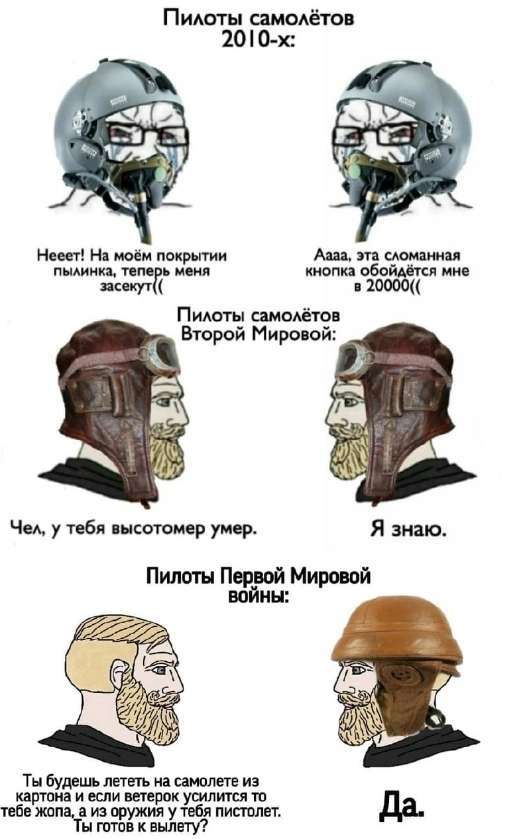 Пилоты самолётов
2010-х:
Нееет! На моём покрытии
пылинка, теперь меня
засекут((
Аааа, эта сломанная
кнопка обойдётся мне
в 20000((
Пилоты самолётов
Второй Мировой:
Чел, у тебя высотомер умер.
Я знаю.
Пилоты Первой Мировой
войны:
Ты будешь лететь на самолете из
картона и если ветерок усилится то
тебе жопа, а из оружия у тебя пистолет.
Ты готов к вылету?
Да.